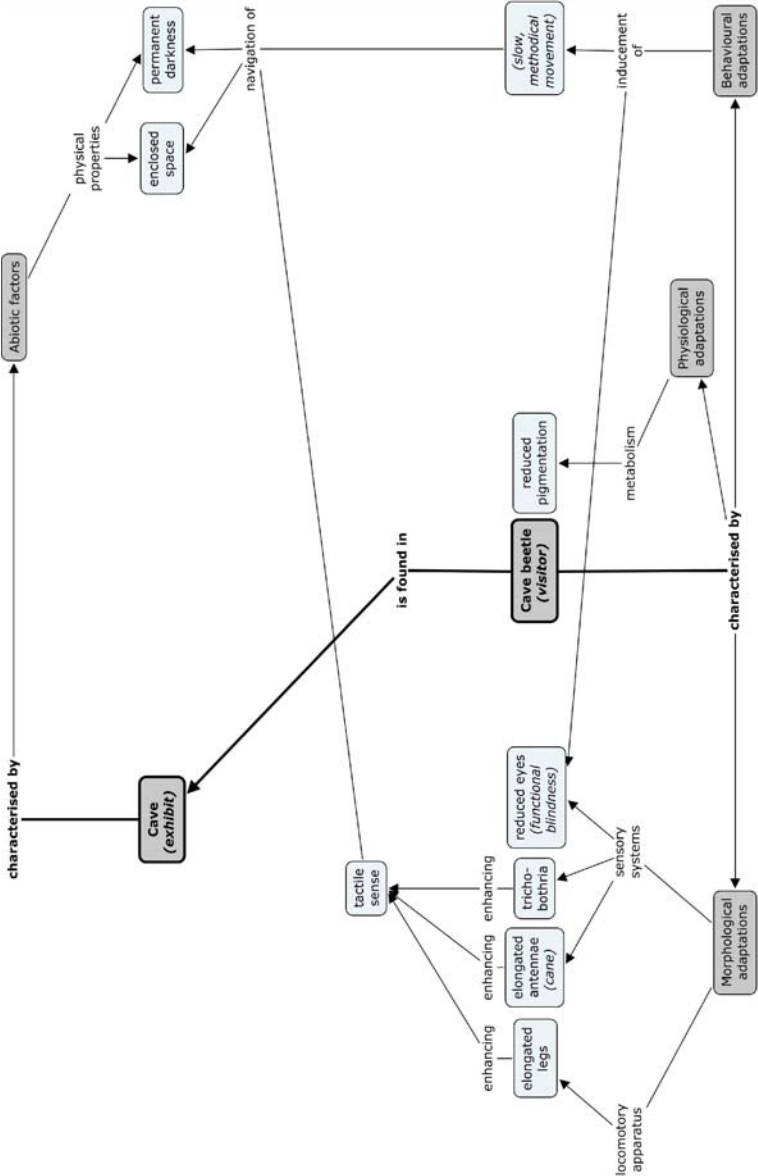 characterised by
Abiotic factors
physical
properties
Cave
(exhibit)
enclosed
space
permanent
darkness
navigation of
tactile
sense
is found in
enhancing
enhancing
enhancing
elongated
legs
elongated
antennae
(cane)
tricho-
bothria
reduced eyes
(functional
blindness)
Cave beetle
(visitor)
reduced
pigmentation
(slow,
methodical
movement)
locomotory
apparatus
sensory
systems
metabolism
inducement
of
Physiological
adaptations
Morphological
adaptations
characterised by
Behavioural
adaptations